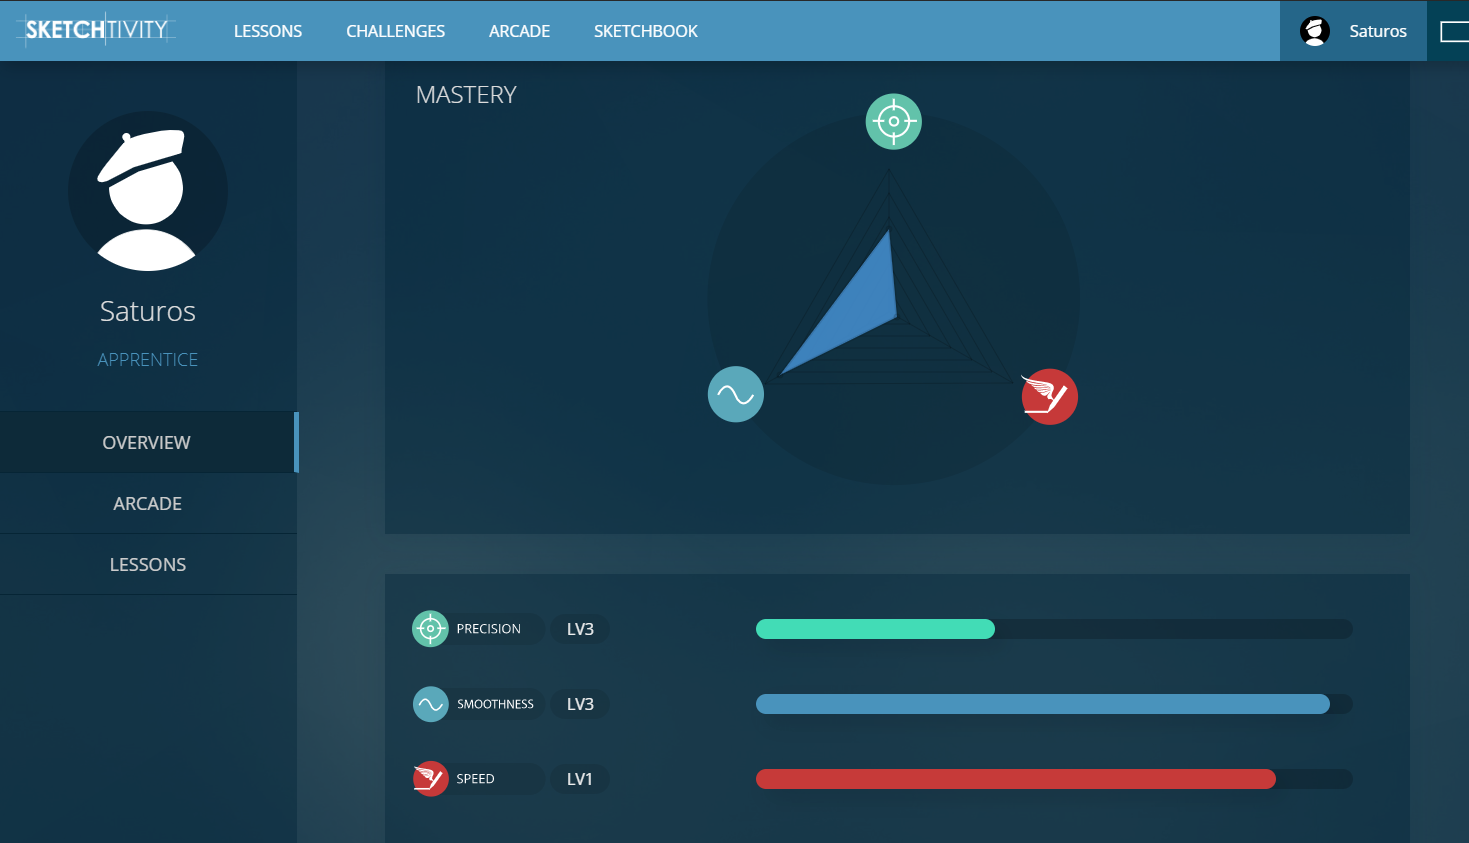 SKETCHTIVITY
LESSONS
CHALLENGES
ARCADE
SKETCHBOOK
Saturos
MASTERY
Saturos
APPRENTICE
OVERVIEW
ARCADE
LESSONS
PRECISION LV3
SMOOTHNESS LV3
SPEED LV1